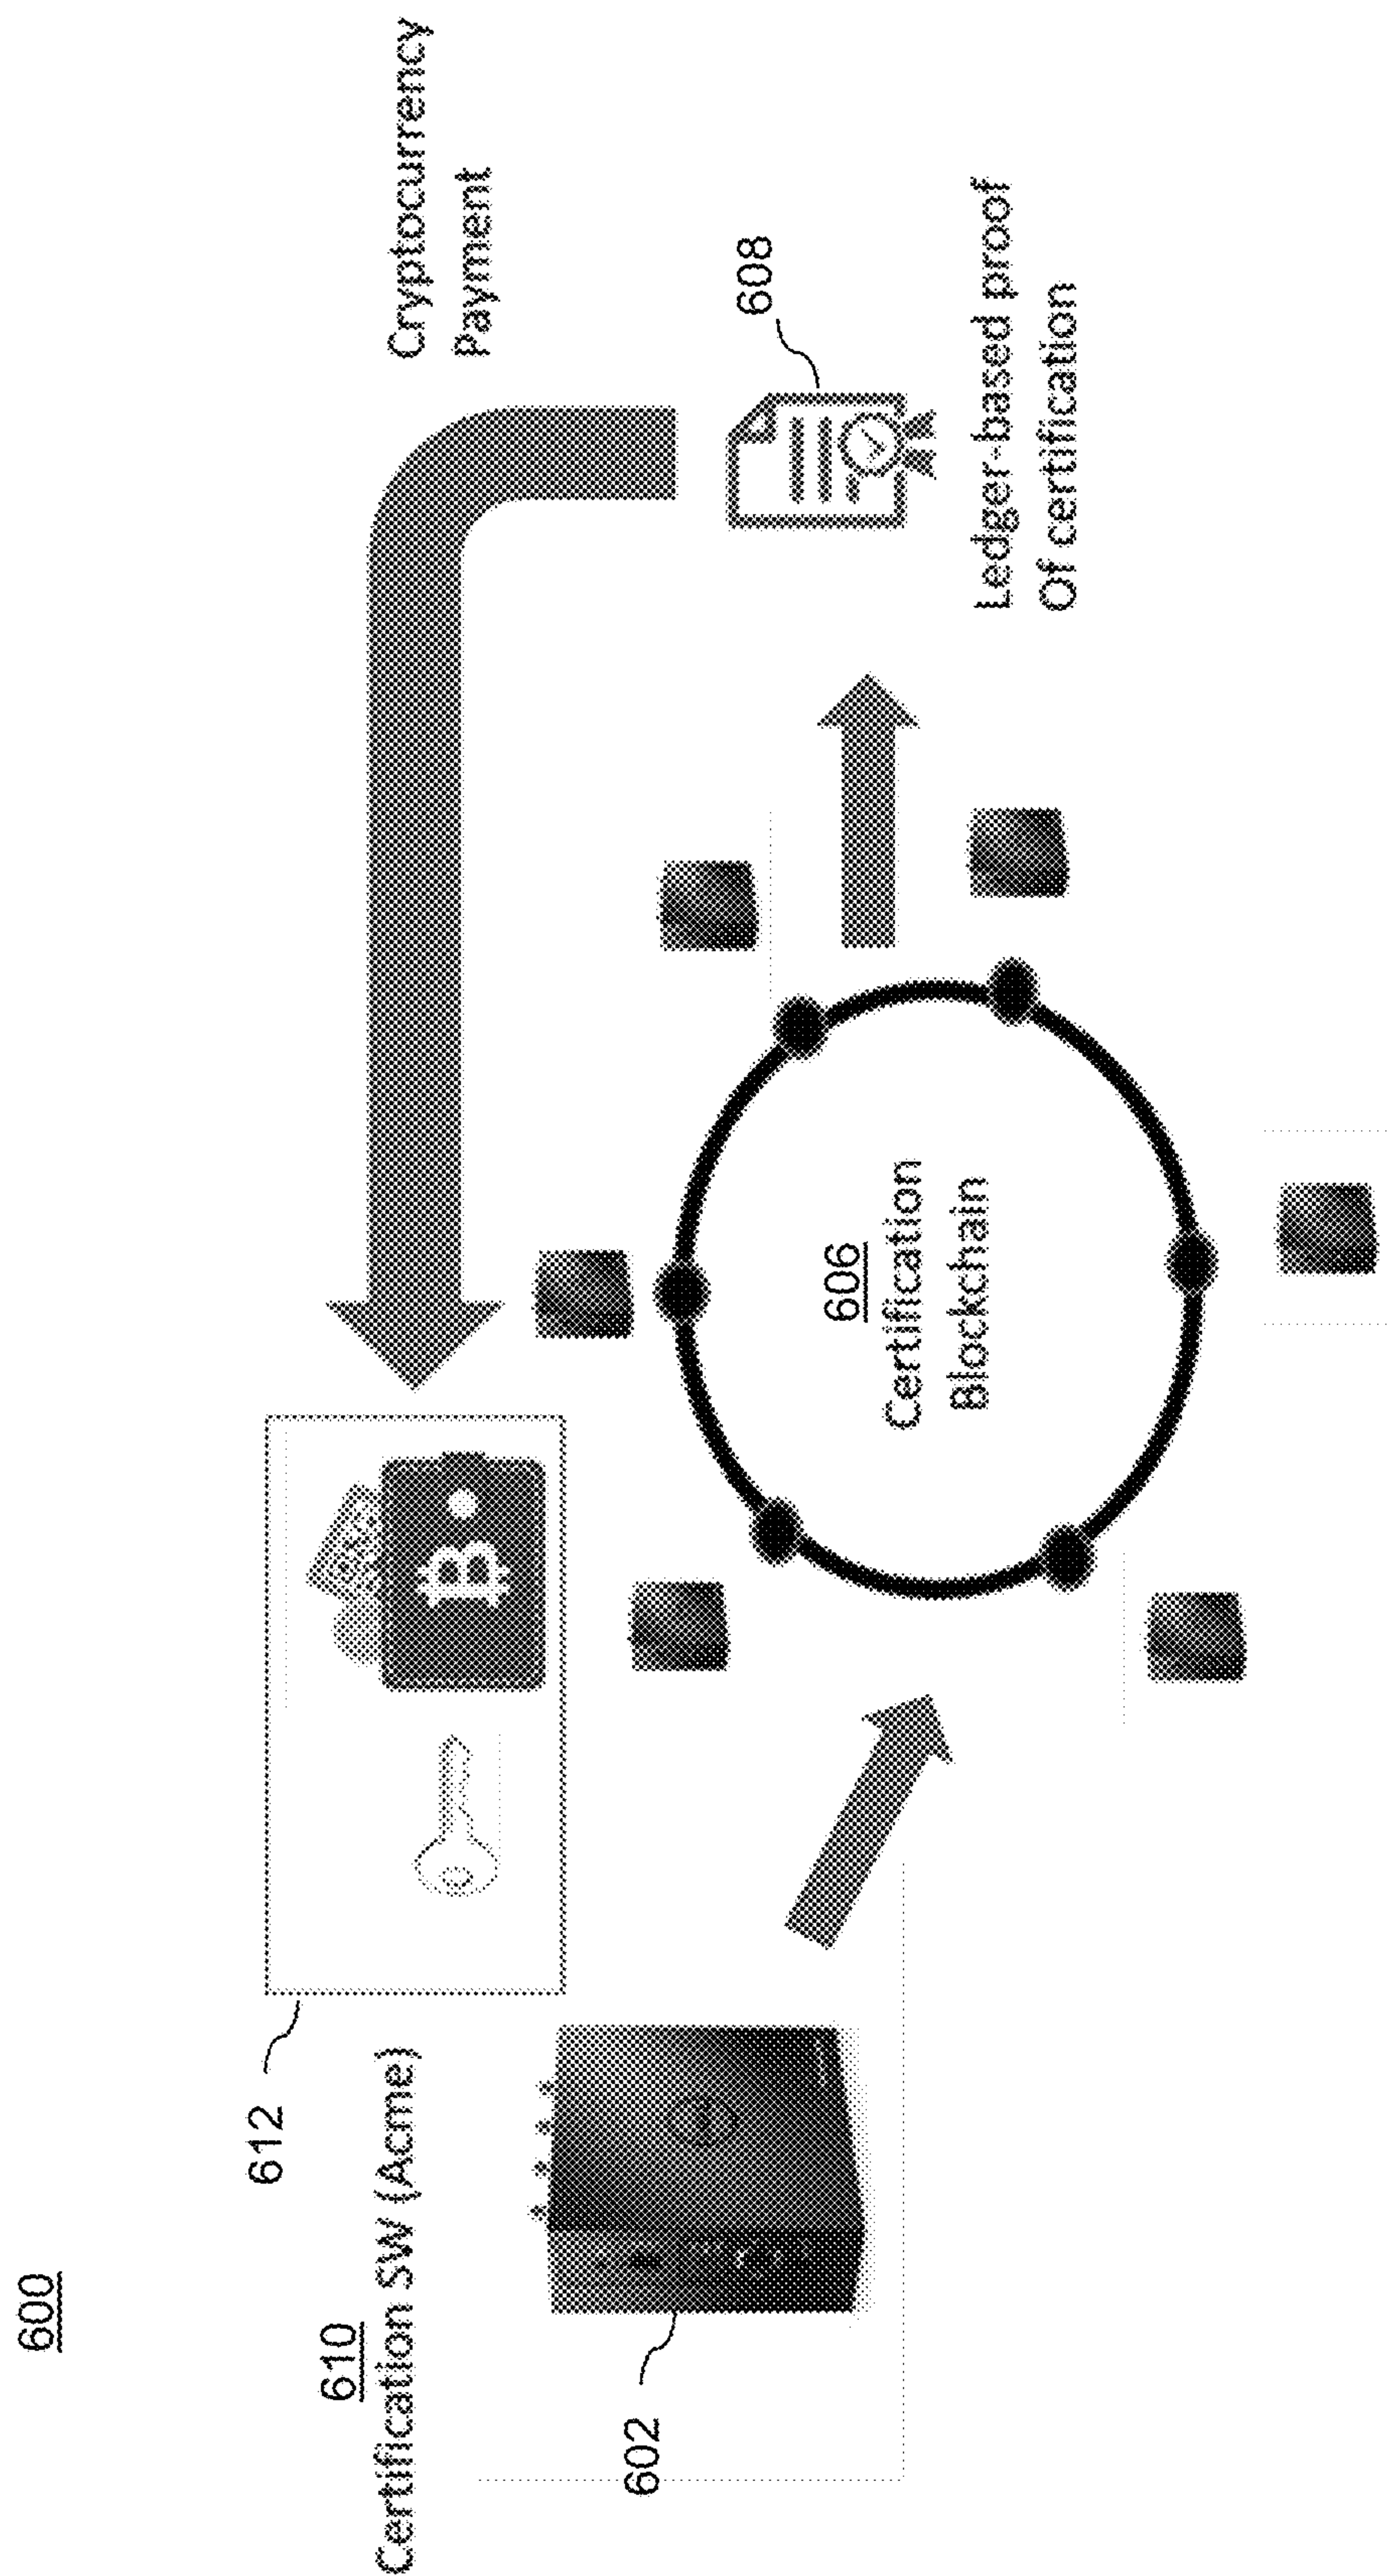 600
612
610
Certification SW (Acme)
602
Cryptocurrency
Payment
606
Certification
Blockchain
608
Ledger-based proof
Of certification
B